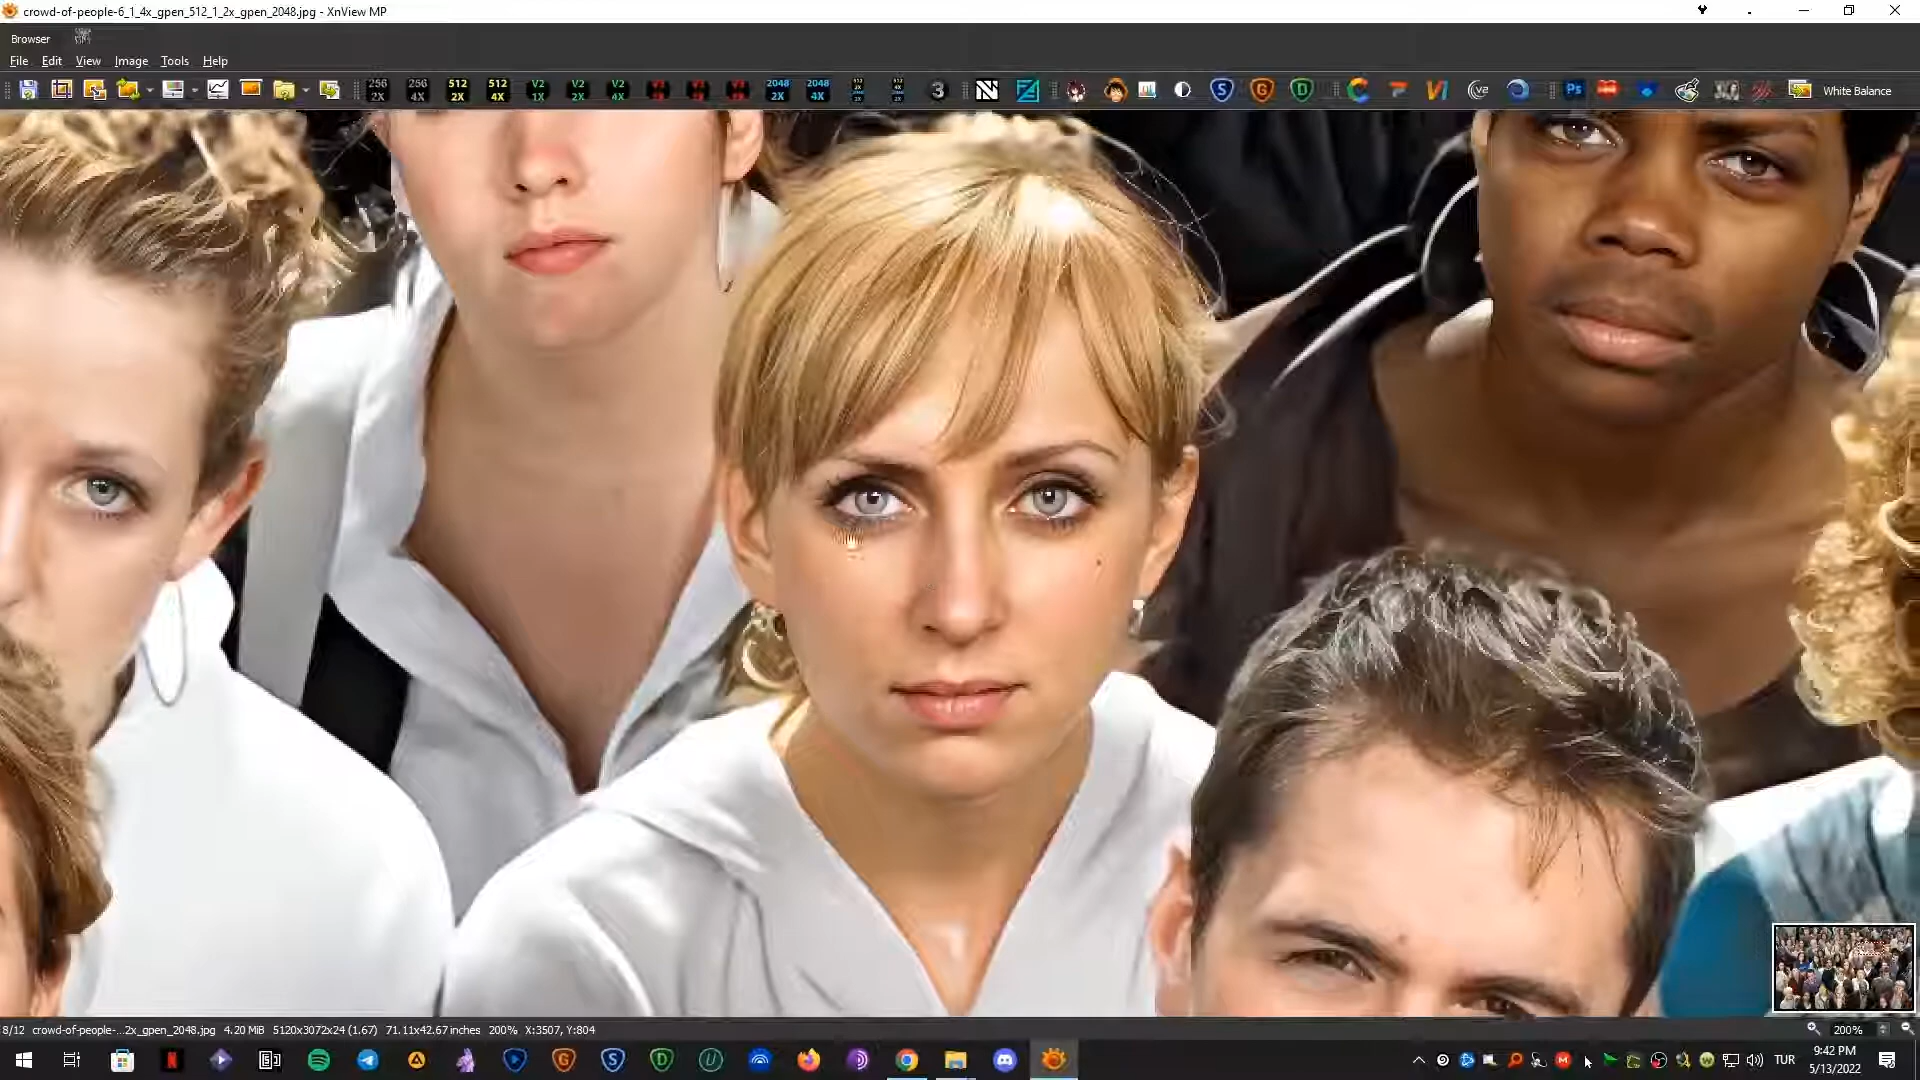 crowd-of-people-6_1_4x_gpen_512_1_2x_gpen_2048.jpg - XnView MP
Browser
File Edit View Image Tools Help
256 2X 256 4X 512 2X 512 4X V2 1X V2 2X V2 4X 2048 2X 2048 4X 3 S G D V2 Ps White Balance
8/12 crowd-of-people-...2x_gpen_2048.jpg 4.20 MiB 5120x3072x24 (1.67) 71.11x42.67 inches 200% X:3507, Y:804
200%
TUR
9:42 PM
5/13/2022